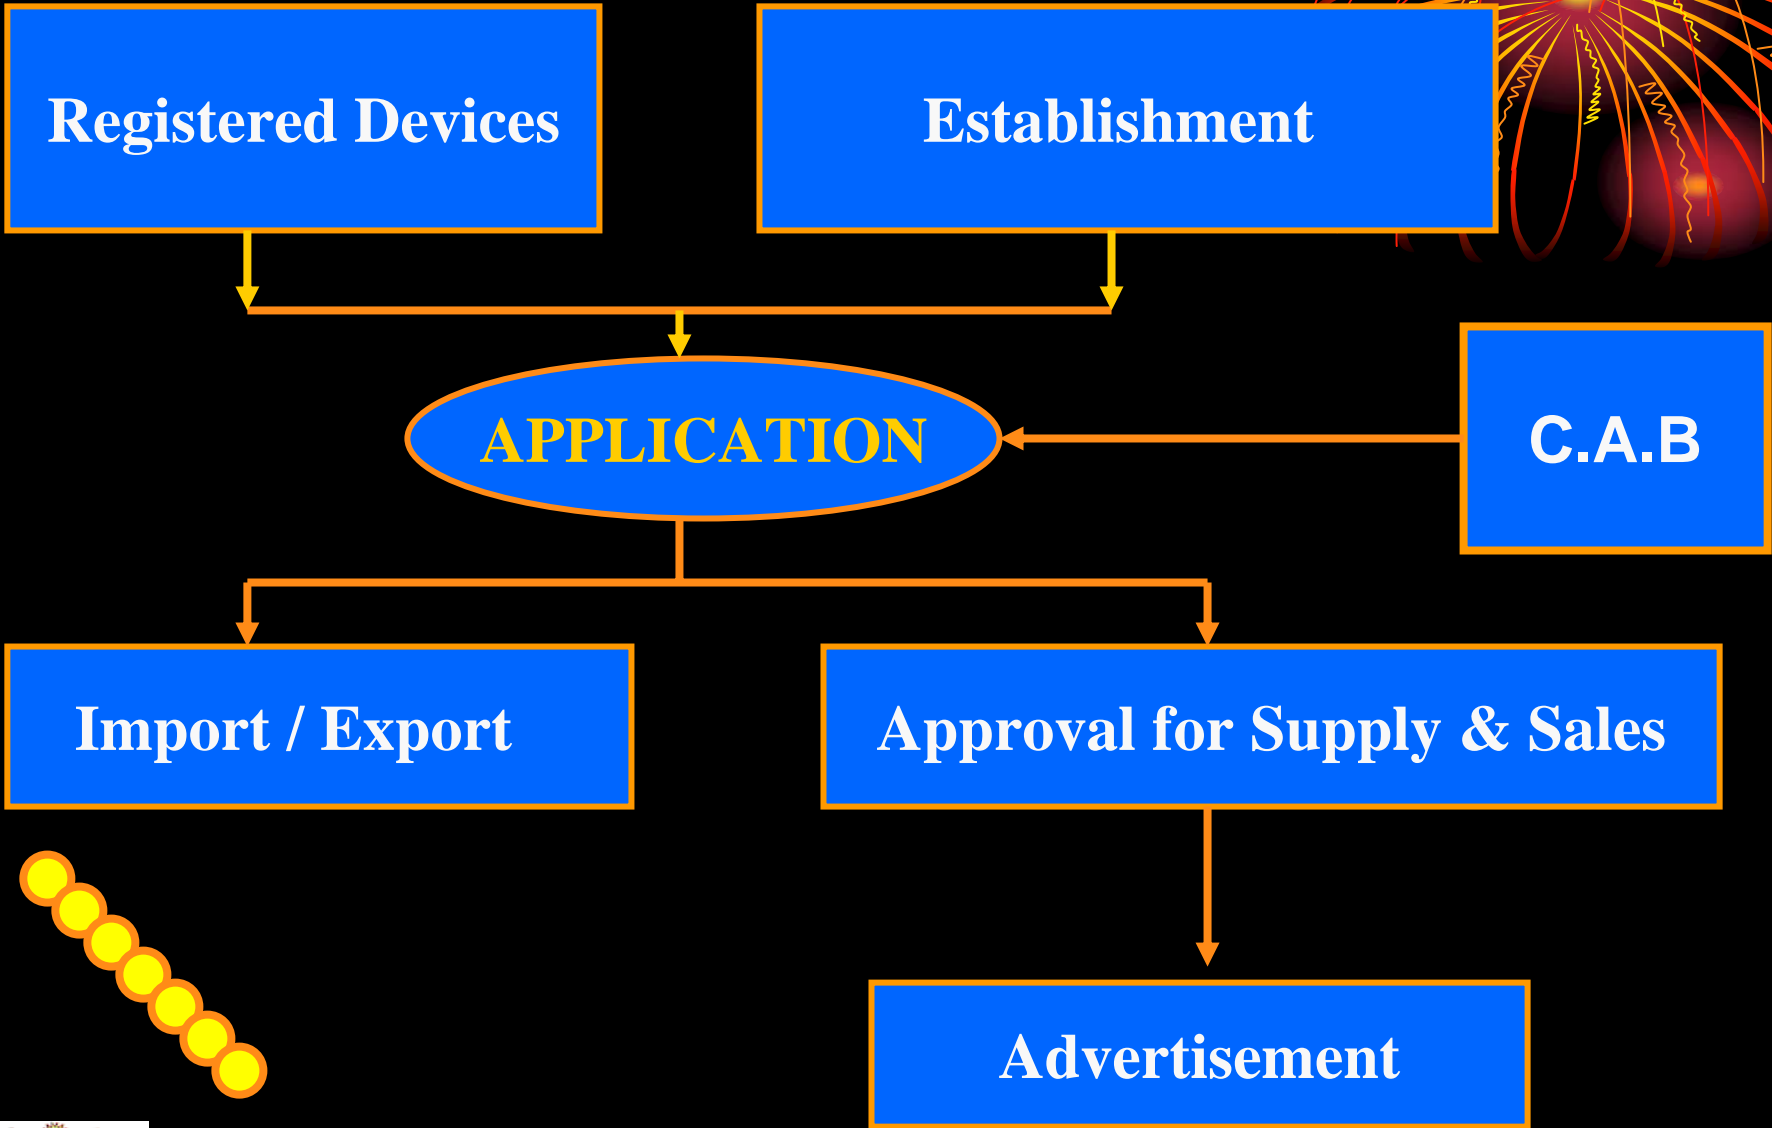 Registered Devices
Establishment
APPLICATION
C.A.B
Import / Export
Approval for Supply & Sales
Advertisement